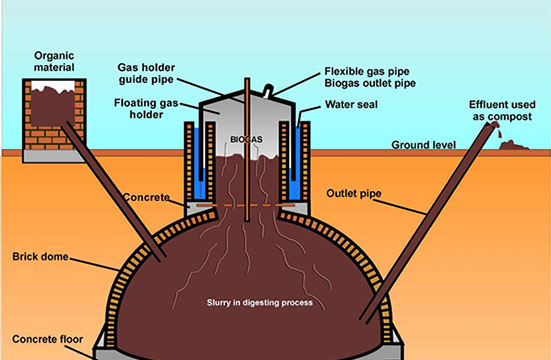 Organic
material
Gas holder
guide pipe
Flexible gas pipe
Biogas outlet pipe
Floating gas
holder
Water seal
Effluent used
as compost
BIOGAS
Ground level
Concrete
Outlet pipe
Brick dome
Slurry in digesting process
Concrete floor